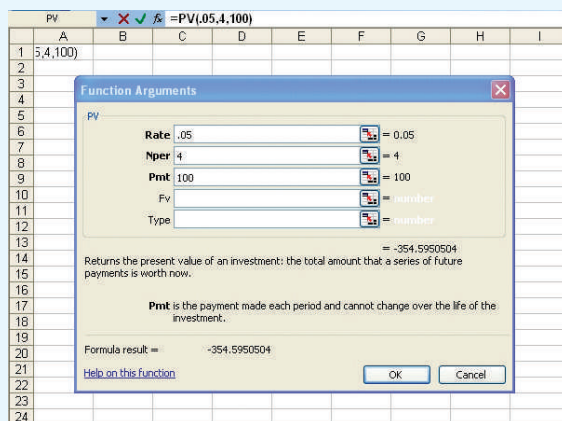 PV =PV(.05,4,100)
A B C D E F G H I
1 5,4,100)
2
3
4
5
6
7
8
9
10
11
12
13
14
15
16
17
18
19
20
21
22
23
24
Function Arguments
PV
Rate .05 = 0.05
Nper 4 = 4
Pmt 100 = 100
Fv = number
Type = number
= -354.5950504
Returns the present value of an investment: the total amount that a series of future
payments is worth now.
Pmt is the payment made each period and cannot change over the life of the
investment.
Formula result = -354.5950504
Help on this function OK Cancel